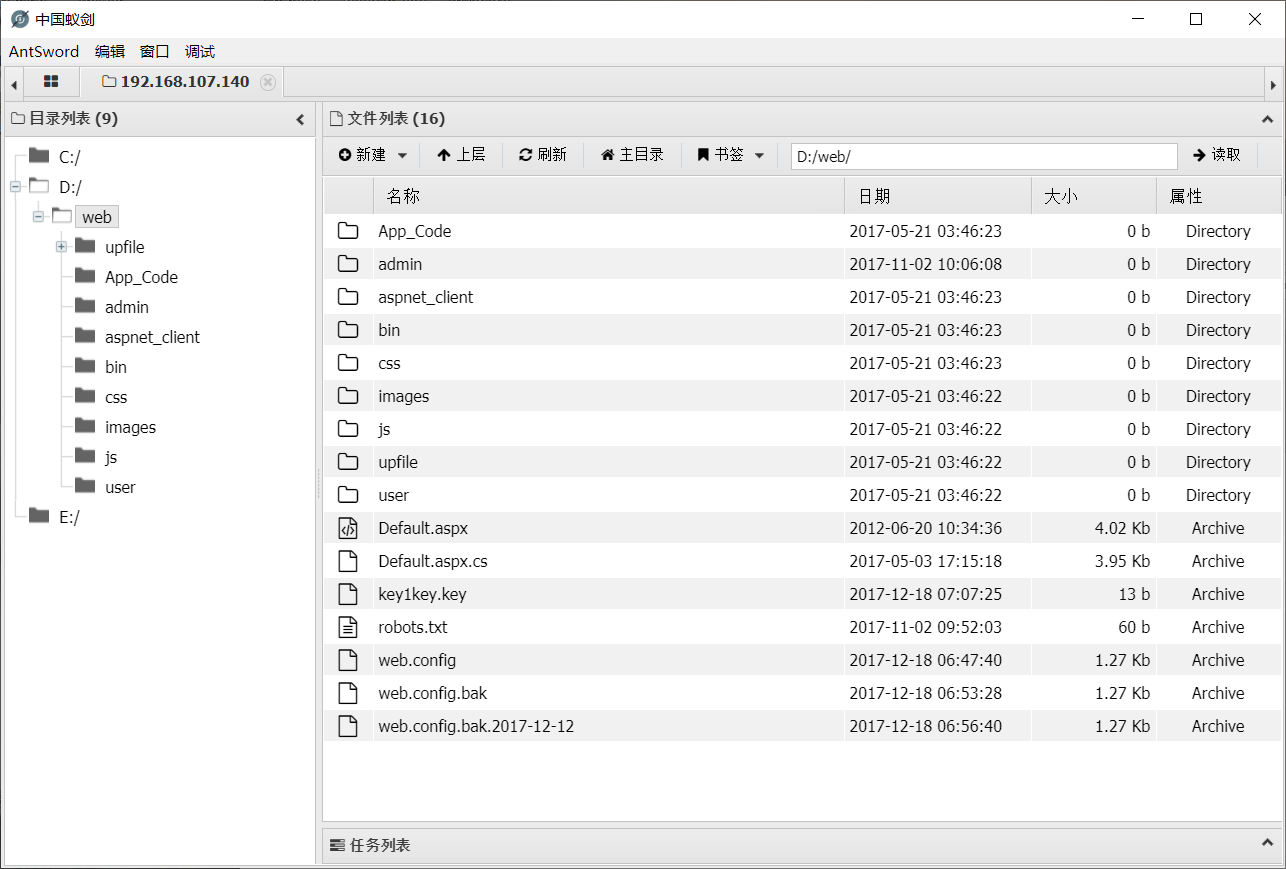 中国蚁剑
AntSword 编辑 窗口 调试
192.168.107.140
目录列表 (9)
C:/
D:/
web
upfile
App_Code
admin
aspnet_client
bin
css
images
js
user
E:/
文件列表 (16)
新建 上层 刷新 主目录 书签 D:/web/ 读取
名称 日期 大小 属性
App_Code 2017-05-21 03:46:23 0 b Directory
admin 2017-11-02 10:06:08 0 b Directory
aspnet_client 2017-05-21 03:46:23 0 b Directory
bin 2017-05-21 03:46:23 0 b Directory
css 2017-05-21 03:46:23 0 b Directory
images 2017-05-21 03:46:22 0 b Directory
js 2017-05-21 03:46:22 0 b Directory
upfile 2017-05-21 03:46:22 0 b Directory
user 2017-05-21 03:46:22 0 b Directory
Default.aspx 2012-06-20 10:34:36 4.02 Kb Archive
Default.aspx.cs 2017-05-03 17:15:18 3.95 Kb Archive
key1key.key 2017-12-18 07:07:25 13 b Archive
robots.txt 2017-11-02 09:52:03 60 b Archive
web.config 2017-12-18 06:47:40 1.27 Kb Archive
web.config.bak 2017-12-18 06:53:28 1.27 Kb Archive
web.config.bak.2017-12-12 2017-12-18 06:56:40 1.27 Kb Archive
任务列表